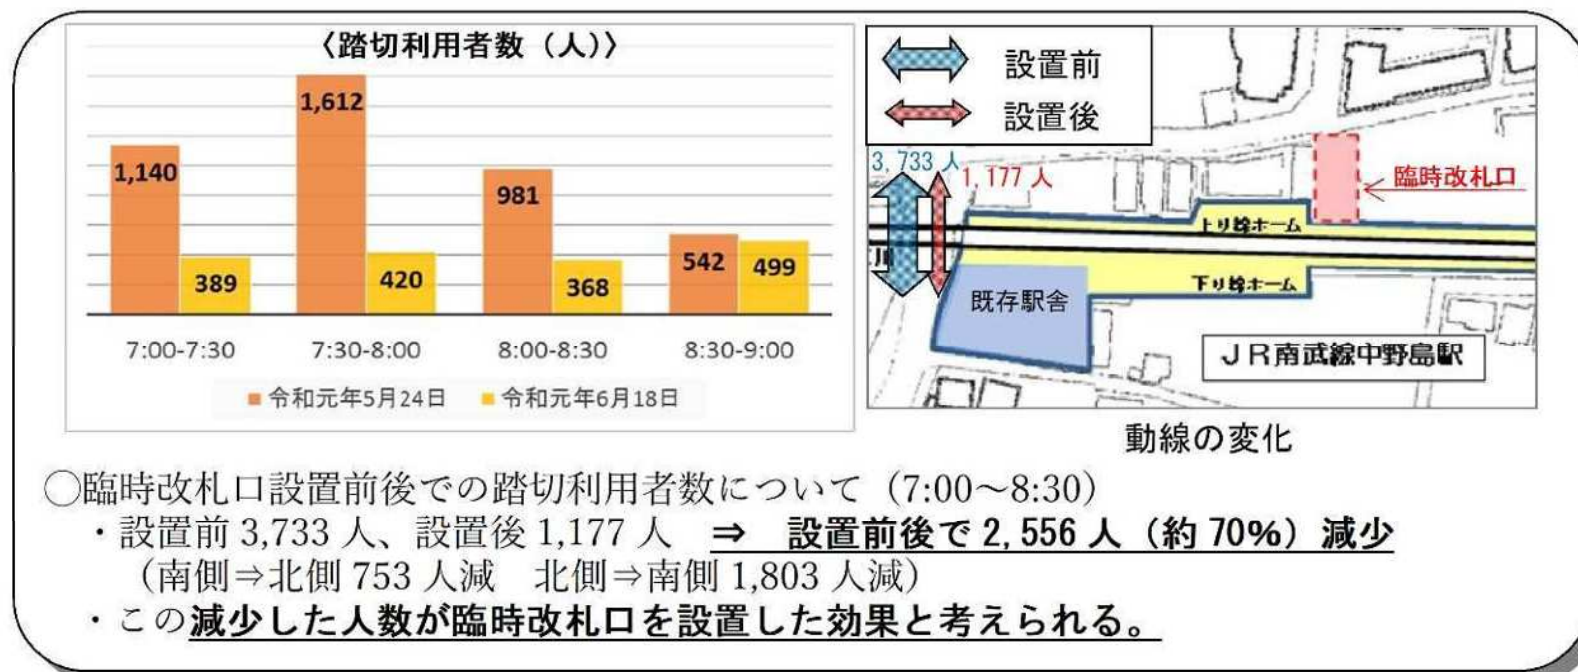 〈踏切利用者数（人）〉
1,140
389
1,612
420
981
368
542
499
7:00-7:30
7:30-8:00
8:00-8:30
8:30-9:00
■令和元年5月24日 ■令和元年6月18日
設置前
設置後
3,733 人
1,177 人
臨時改札口
上り線ホーム
川
下り線ホーム
既存駅舎
ＪＲ南武線中野島駅
動線の変化
○臨時改札口設置前後での踏切利用者数について（7:00～8:30）
・設置前 3,733 人、設置後 1,177 人 ⇒ 設置前後で 2,556 人（約 70%）減少
（南側⇒北側 753 人減 北側⇒南側 1,803 人減）
・この減少した人数が臨時改札口を設置した効果と考えられる。